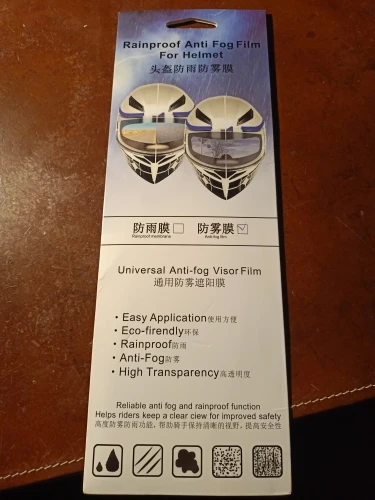 Rainproof Anti Fog Film
For Helmet
头盔防雨防雾膜
防雨膜 防雾膜
Rainproof membrane Anti fog film
Universal Anti-fog Visor Film
通用防雾遮阳膜
• Easy Application使用方便
• Eco-firendly环保
• Rainproof防雨
• Anti-Fog防雾
• High Transparency高透明度
Reliable anti fog and rainproof function
Helps riders keep a clear ciew for improved safety
高度防雾防雨功能，帮助骑手保持清晰的视野，提高安全性